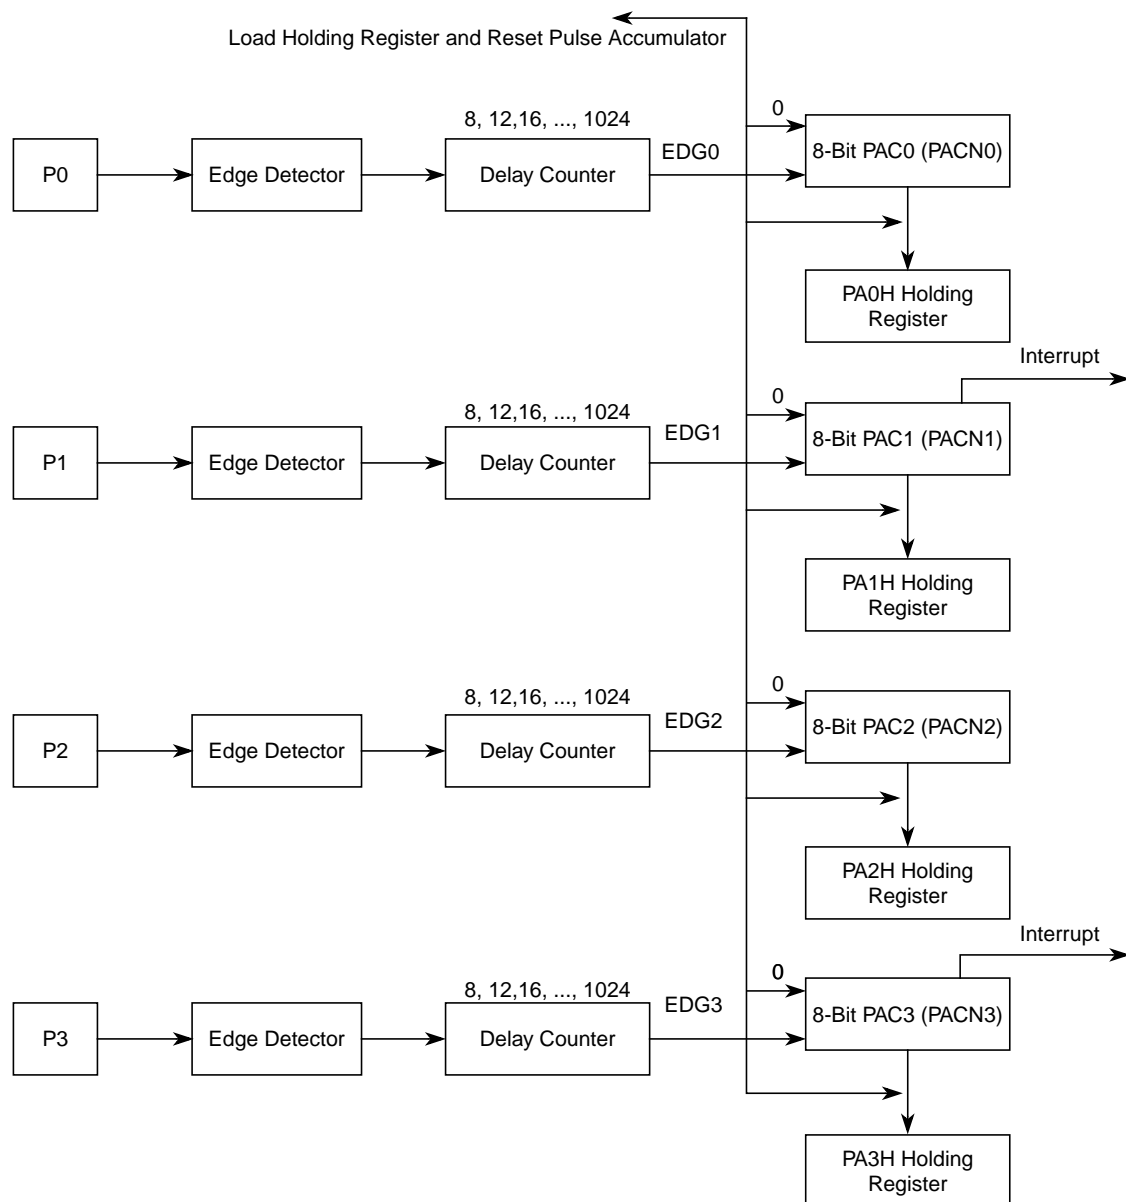 Load Holding Register and Reset Pulse Accumulator
0
8, 12,16, ..., 1024
EDG0
P0
Edge Detector
Delay Counter
8-Bit PAC0 (PACN0)
PA0H Holding
Register
Interrupt
0
8, 12,16, ..., 1024
EDG1
P1
Edge Detector
Delay Counter
8-Bit PAC1 (PACN1)
PA1H Holding
Register
0
8, 12,16, ..., 1024
EDG2
P2
Edge Detector
Delay Counter
8-Bit PAC2 (PACN2)
PA2H Holding
Register
Interrupt
0
8, 12,16, ..., 1024
EDG3
P3
Edge Detector
Delay Counter
8-Bit PAC3 (PACN3)
PA3H Holding
Register